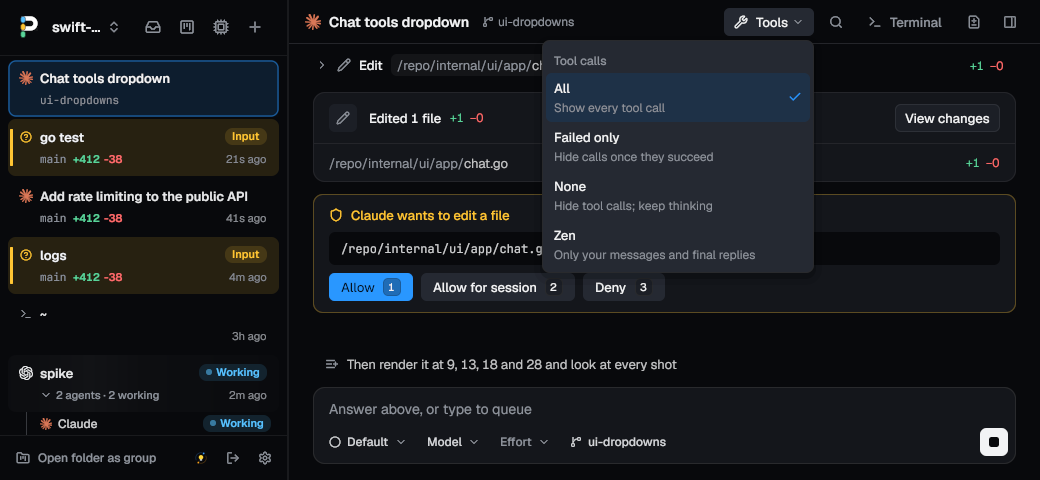 swift-...
Chat tools dropdown
ui-dropdowns
go test
Input
main +412 -38
21s ago
Add rate limiting to the public API
main +412 -38
41s ago
logs
Input
main +412 -38
4m ago
~
3h ago
spike
Working
2 agents · 2 working
2m ago
Claude
Working
Open folder as group
Chat tools dropdown
ui-dropdowns
Tools
Terminal
Edit
/repo/internal/ui/app/ch
+1 −0
Edited 1 file +1 −0
View changes
/repo/internal/ui/app/chat.go
+1 −0
Tool calls
All
Show every tool call
Failed only
Hide calls once they succeed
None
Hide tool calls; keep thinking
Zen
Only your messages and final replies
Claude wants to edit a file
/repo/internal/ui/app/chat.g
Allow 1
Allow for session 2
Deny 3
Then render it at 9, 13, 18 and 28 and look at every shot
Answer above, or type to queue
Default
Model
Effort
ui-dropdowns